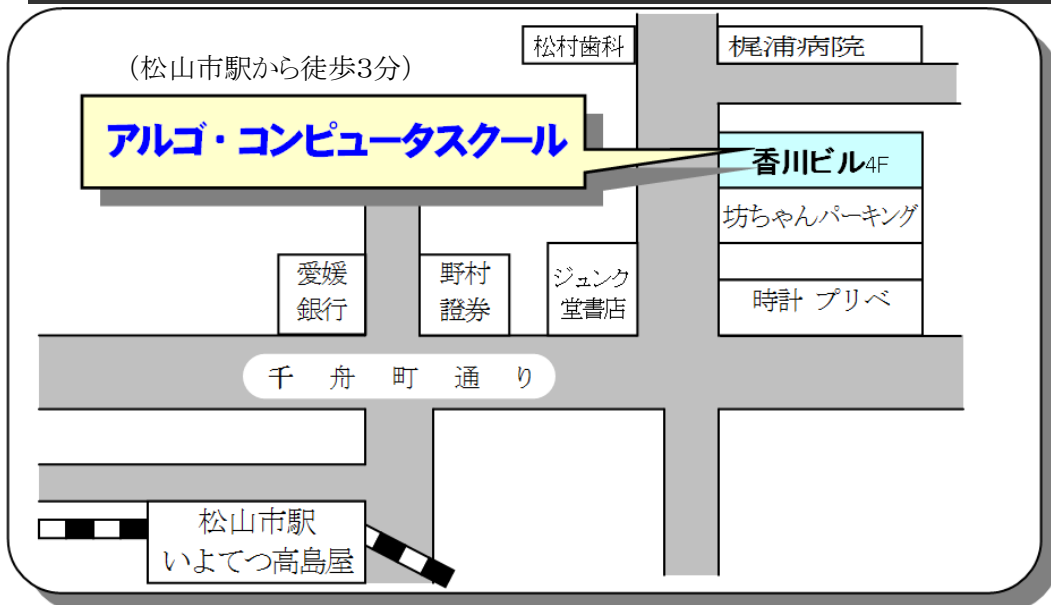 松村歯科
梶浦病院
（松山市駅から徒歩3分）
アルゴ・コンピュータスクール
香川ビル4F
坊ちゃんパーキング
愛媛
銀行
野村
證券
ジュンク
堂書店
時計 プリベ
千舟町通り
松山市駅
いよてつ高島屋